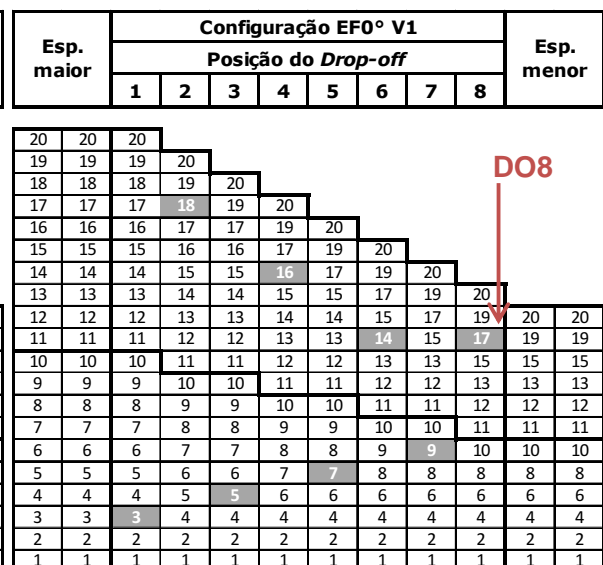 Esp. maior
Configuração EF0° V1
Posição do Drop-off
1 2 3 4 5 6 7 8
Esp. menor
DO8
20 20 20
19 19 19 20
18 18 18 19 20
17 17 17 18 19 20
16 16 16 17 17 19 20
15 15 15 16 16 17 19 20
14 14 14 15 15 16 17 19 20
13 13 13 14 14 15 15 17 19 20
12 12 12 13 13 14 14 15 17 19 20 20
11 11 11 12 12 13 13 14 15 17 19 19
10 10 10 11 11 12 12 13 13 15 15 15
9 9 9 10 10 11 11 12 12 13 13 13
8 8 8 9 9 10 10 11 11 12 12 12
7 7 7 8 8 9 9 10 10 11 11 11
6 6 6 7 7 8 8 9 9 10 10 10
5 5 5 6 6 7 7 8 8 8 8 8
4 4 4 5 5 6 6 6 6 6 6 6
3 3 3 4 4 4 4 4 4 4 4 4
2 2 2 2 2 2 2 2 2 2 2 2
1 1 1 1 1 1 1 1 1 1 1 1